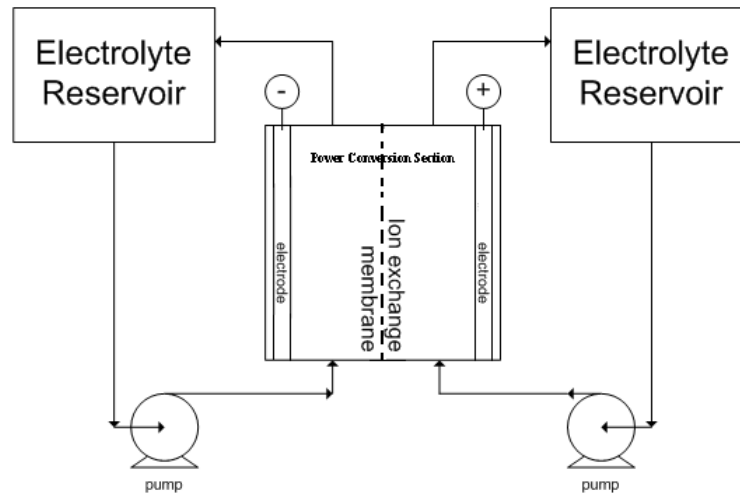 Electrolyte
Reservoir
Electrolyte
Reservoir
-
+
Power Conversion Section
electrode
Ion exchange
membrane
electrode
pump
pump